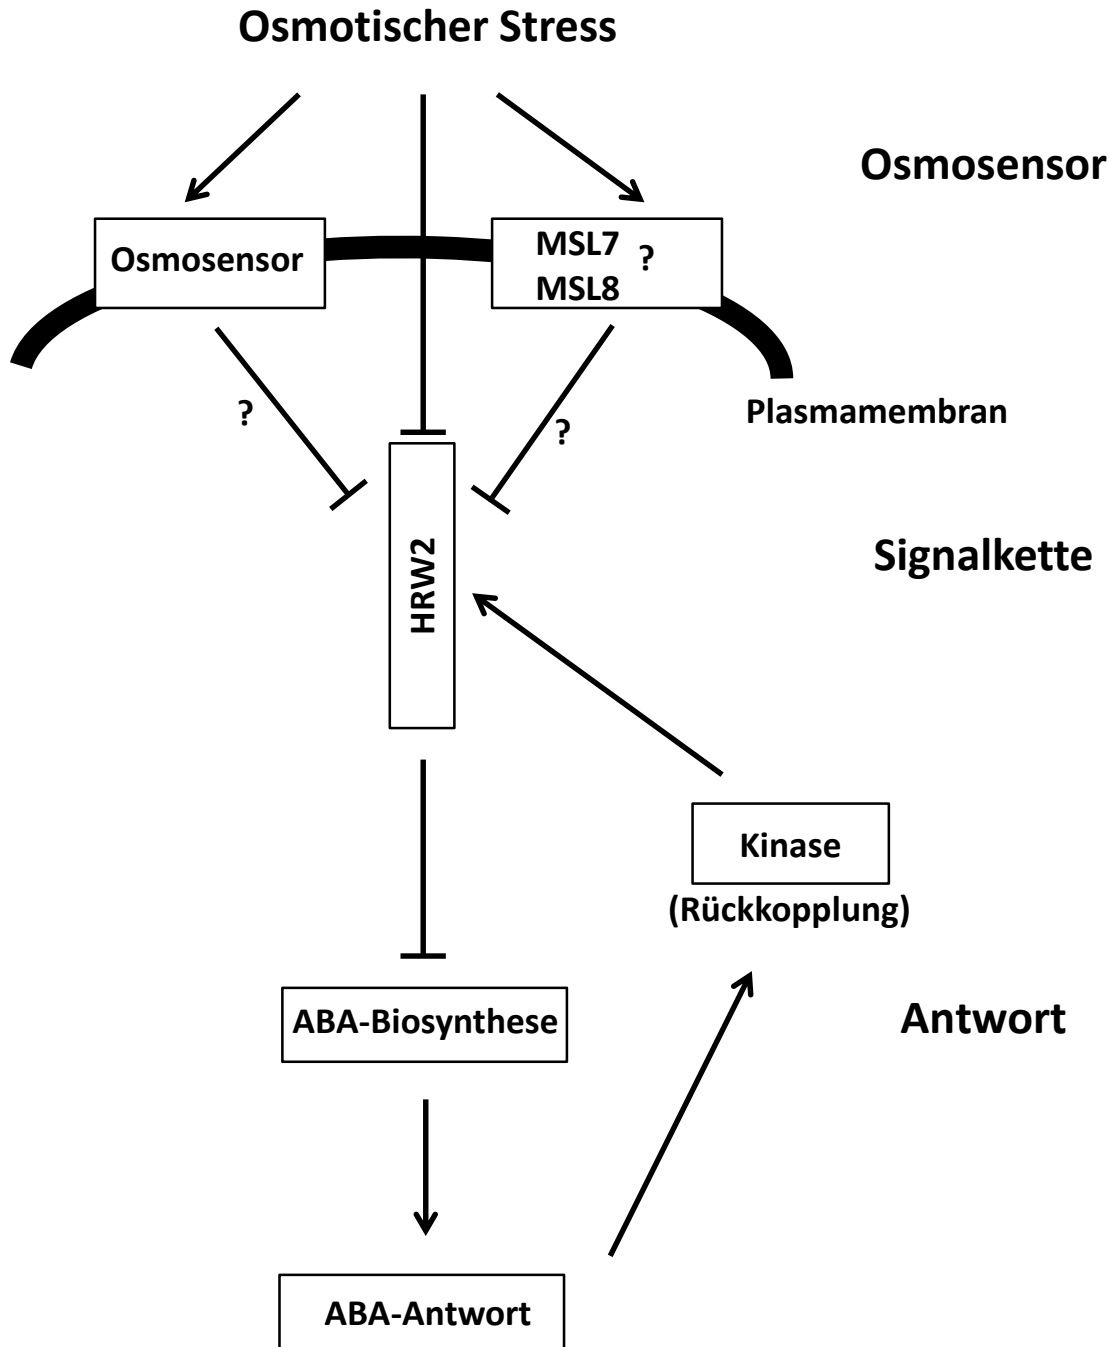 Osmotischer Stress
Osmosensor
Osmosensor
MSL7
?
MSL8
Plasmamembran
?
?
Signalkette
HRW2
Kinase
(Rückkopplung)
ABA-Biosynthese
Antwort
ABA-Antwort